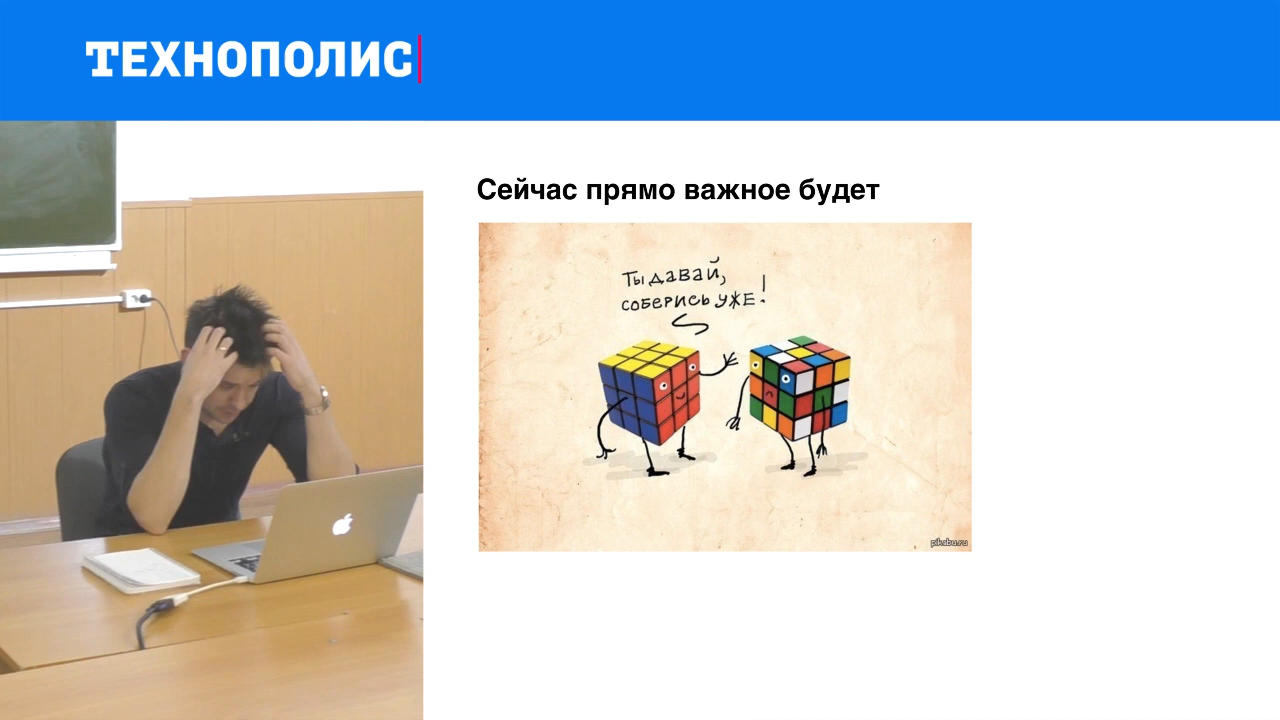 ТЕХНОПОЛИС
Сейчас прямо важное будет
Ты давай,
соберись уже!
pikabu.ru